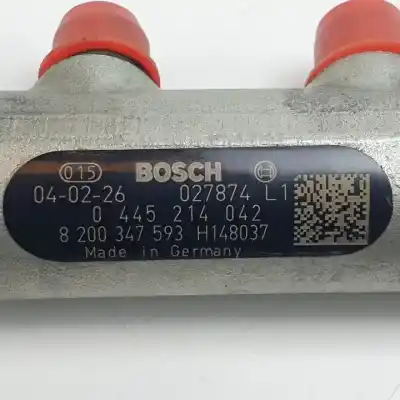 015 BOSCH
04-02-26 027874 L1
0 445 214 042
8 200 347 593 H148037
Made in Germany